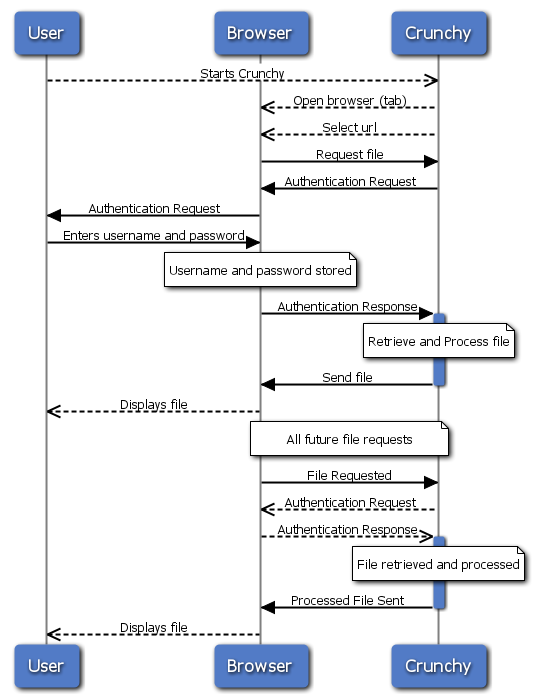 User
Browser
Crunchy
Starts Crunchy
Open browser (tab)
Select url
Request file
Authentication Request
Authentication Request
Enters username and password
Username and password stored
Authentication Response
Retrieve and Process file
Send file
Displays file
All future file requests
File Requested
Authentication Request
Authentication Response
File retrieved and processed
Processed File Sent
Displays file
User
Browser
Crunchy